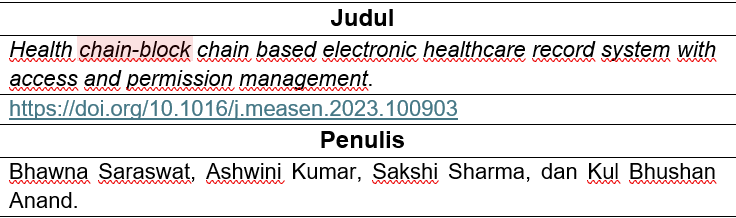 Judul
Health chain-block chain based electronic healthcare record system with
access and permission management.
https://doi.org/10.1016/j.measen.2023.100903
Penulis
Bhawna Saraswat, Ashwini Kumar, Sakshi Sharma, dan Kul Bhushan
Anand.